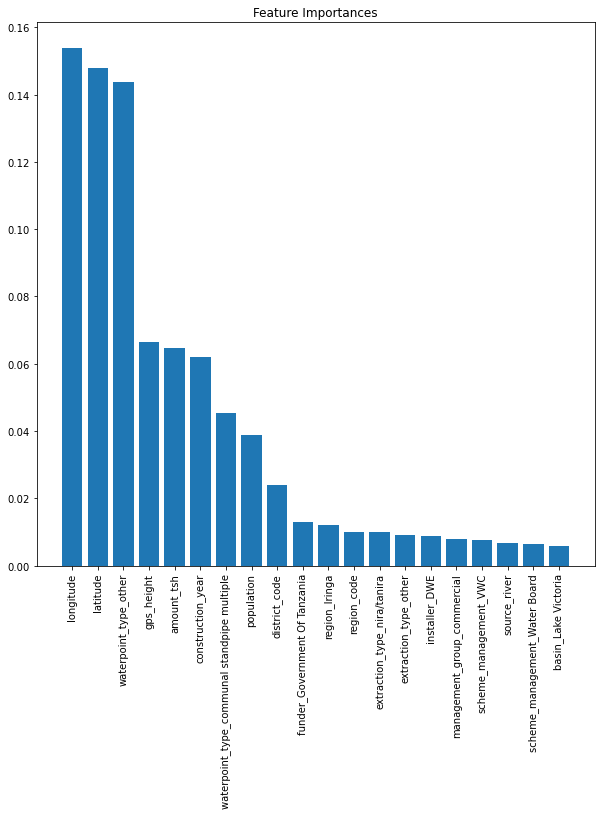 Feature Importances
0.16
0.14
0.12
0.10
0.08
0.06
0.04
0.02
0.00
longitude
latitude
waterpoint_type_other
gps_height
amount_tsh
construction_year
waterpoint_type_communal standpipe multiple
population
district_code
funder_Government Of Tanzania
region_Iringa
region_code
extraction_type_nira/tanira
extraction_type_other
installer_DWE
management_group_commercial
scheme_management_VWC
source_river
scheme_management_Water Board
basin_Lake Victoria